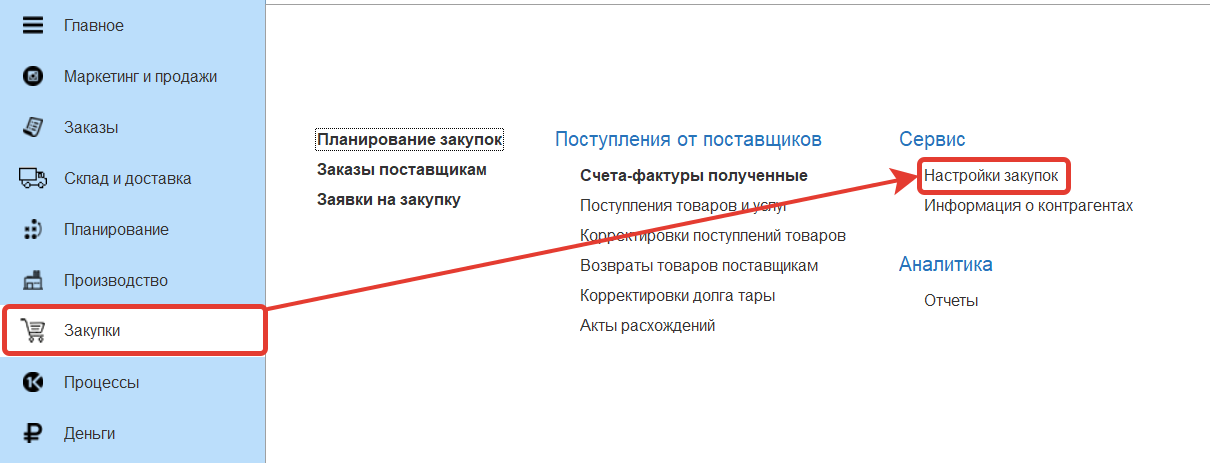 Главное
Маркетинг и продажи
Заказы
Склад и доставка
Планирование
Производство
Закупки
Процессы
Деньги
Планирование закупок
Заказы поставщикам
Заявки на закупку
Поступления от поставщиков
Счета-фактуры полученные
Поступления товаров и услуг
Корректировки поступлений товаров
Возвраты товаров поставщикам
Корректировки долга тары
Акты расхождений
Сервис
Настройки закупок
Информация о контрагентах
Аналитика
Отчеты